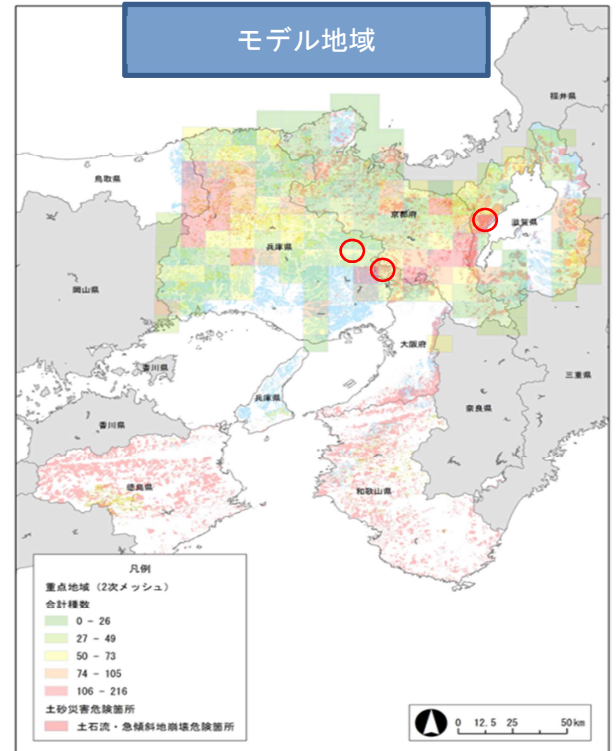 モデル地域
福井県
鳥取県
京都府
滋賀県
兵庫県
岡山県
大阪府
三重県
香川県
兵庫県
奈良県
香川県
徳島県
和歌山県
凡例
重点地域（2次メッシュ）
合計種数
0 - 26
27 - 49
50 - 73
74 - 105
106 - 216
土砂災害危険箇所
土石流・急傾斜地崩壊危険箇所
0 12.5 25 50 km